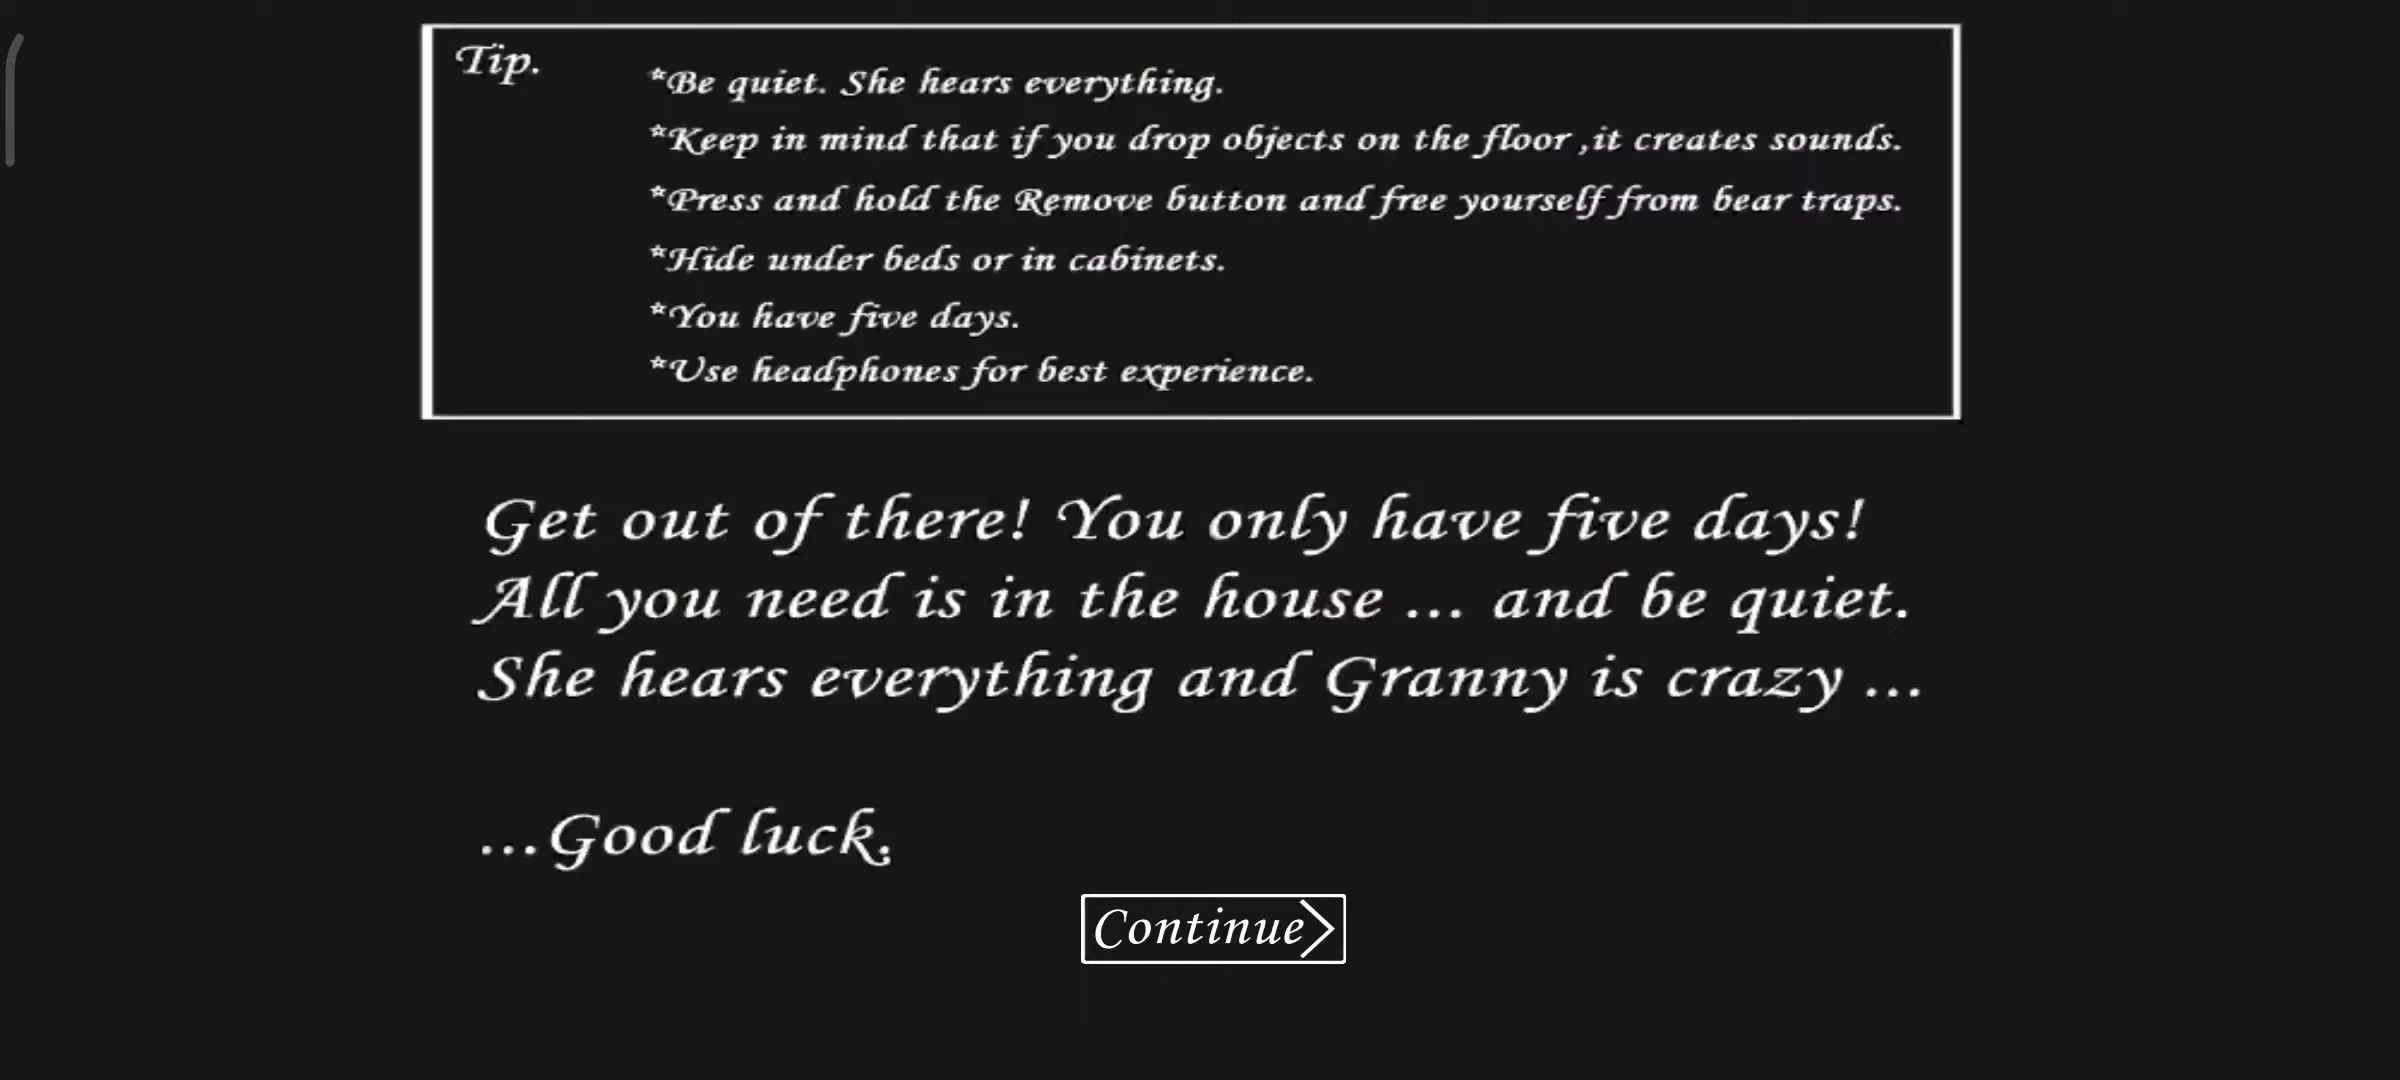 Tip.
*Be quiet. She hears everything.
*Keep in mind that if you drop objects on the floor ,it creates sounds.
*Press and hold the Remove button and free yourself from bear traps.
*Hide under beds or in cabinets.
*You have five days.
*Use headphones for best experience.
Get out of there! You only have five days!
All you need is in the house ... and be quiet.
She hears everything and Granny is crazy ...
...Good luck.
Continue>